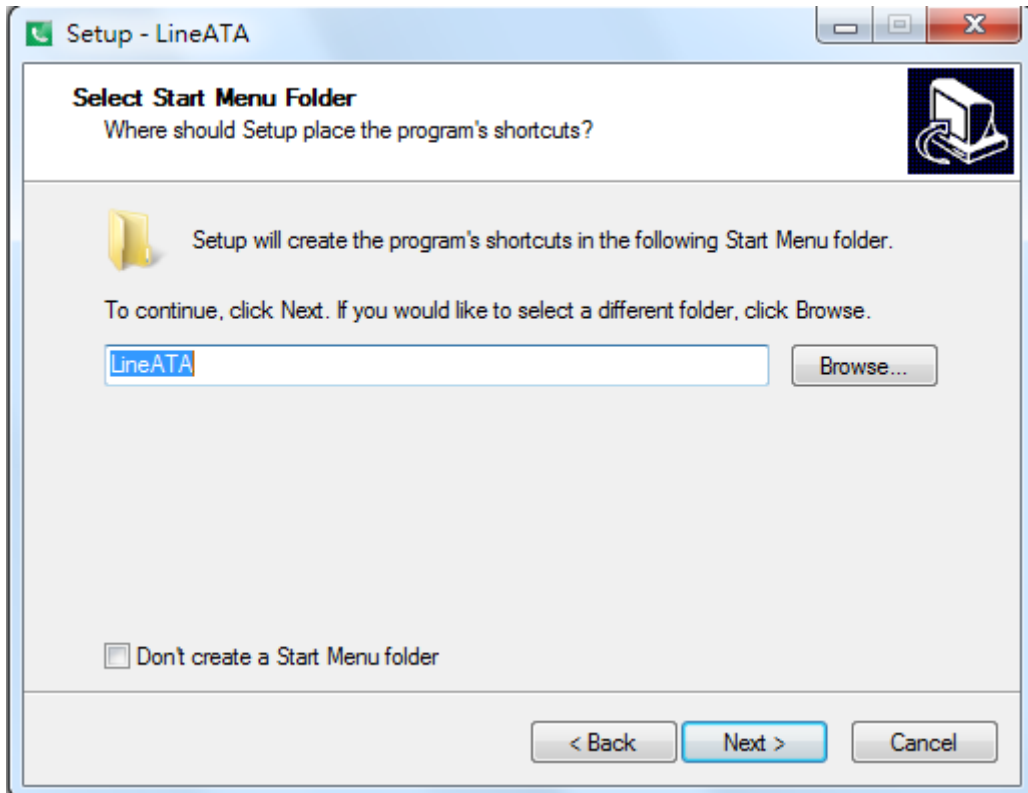 Setup - LineATA
Select Start Menu Folder
Where should Setup place the program's shortcuts?
Setup will create the program's shortcuts in the following Start Menu folder.
To continue, click Next. If you would like to select a different folder, click Browse.
LineATA
Browse...
Don't create a Start Menu folder
< Back
Next >
Cancel